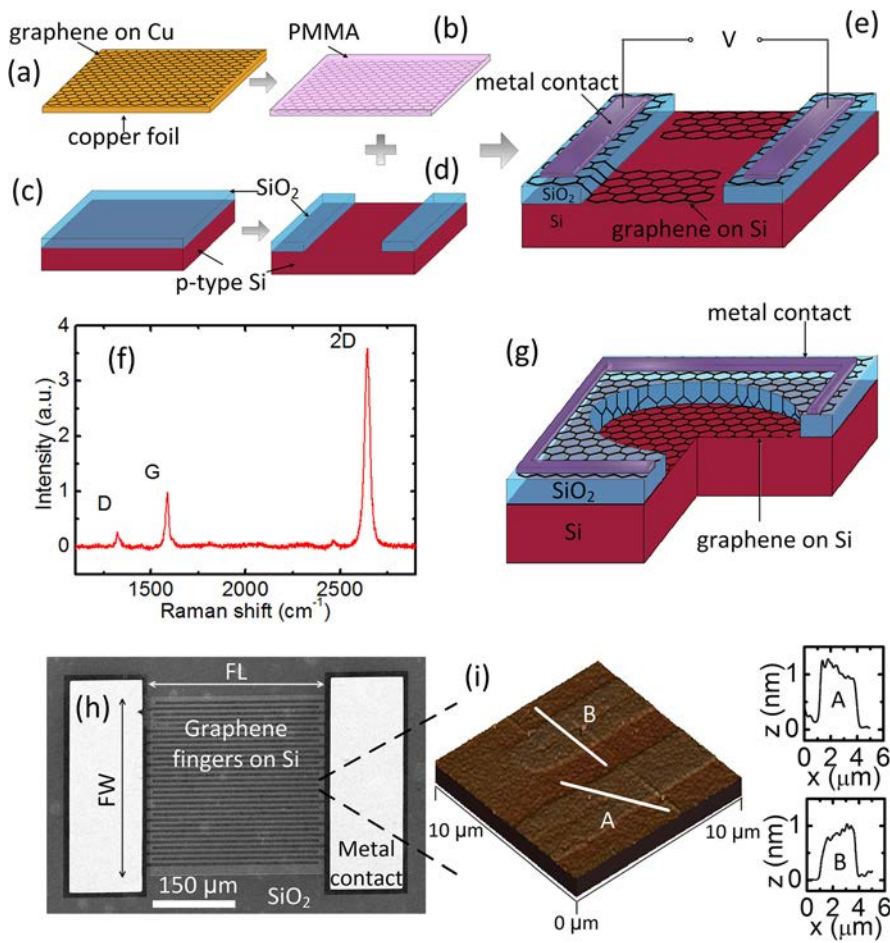 graphene on Cu
(a)
copper foil
PMMA
(b)
(c)
SiO2
p-type Si
(d)
V
(e)
metal contact
SiO2
Si
graphene on Si
4
3
2
1
0
Intensity (a.u.)
(f)
D
G
2D
1500 2000 2500
Raman shift (cm-1)
metal contact
(g)
SiO2
Si
graphene on Si
(h)
FL
Graphene
fingers on Si
FW
Metal
contact
150 μm
SiO2
(i)
B
A
10 μm
10 μm
0 μm
z (nm)
1
0
A
0 2 4 6
x (μm)
z (nm)
1
0
B
0 2 4 6
x (μm)